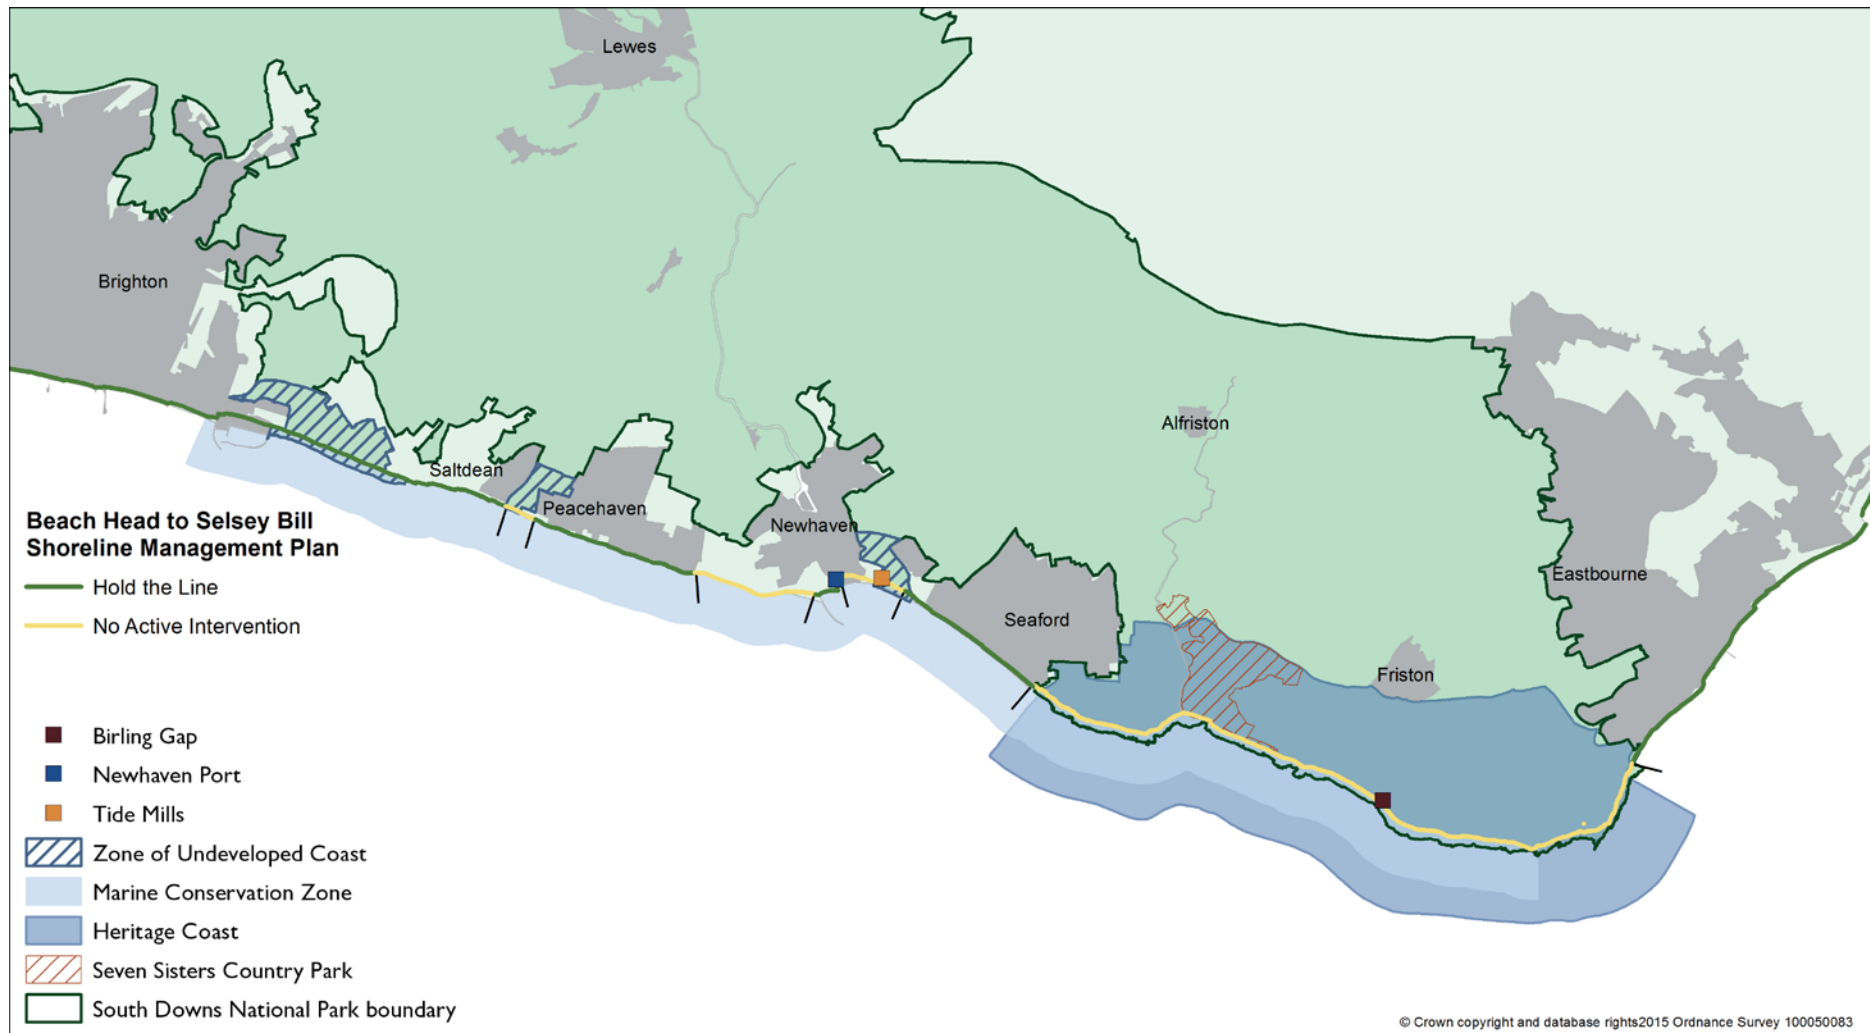 Lewes
Brighton
Alfriston
Saltdean
Peacehaven
Newhaven
Eastbourne
Seaford
Friston
Beach Head to Selsey Bill
Shoreline Management Plan
Hold the Line
No Active Intervention
Birling Gap
Newhaven Port
Tide Mills
Zone of Undeveloped Coast
Marine Conservation Zone
Heritage Coast
Seven Sisters Country Park
South Downs National Park boundary
© Crown copyright and database rights2015 Ordnance Survey 100050083